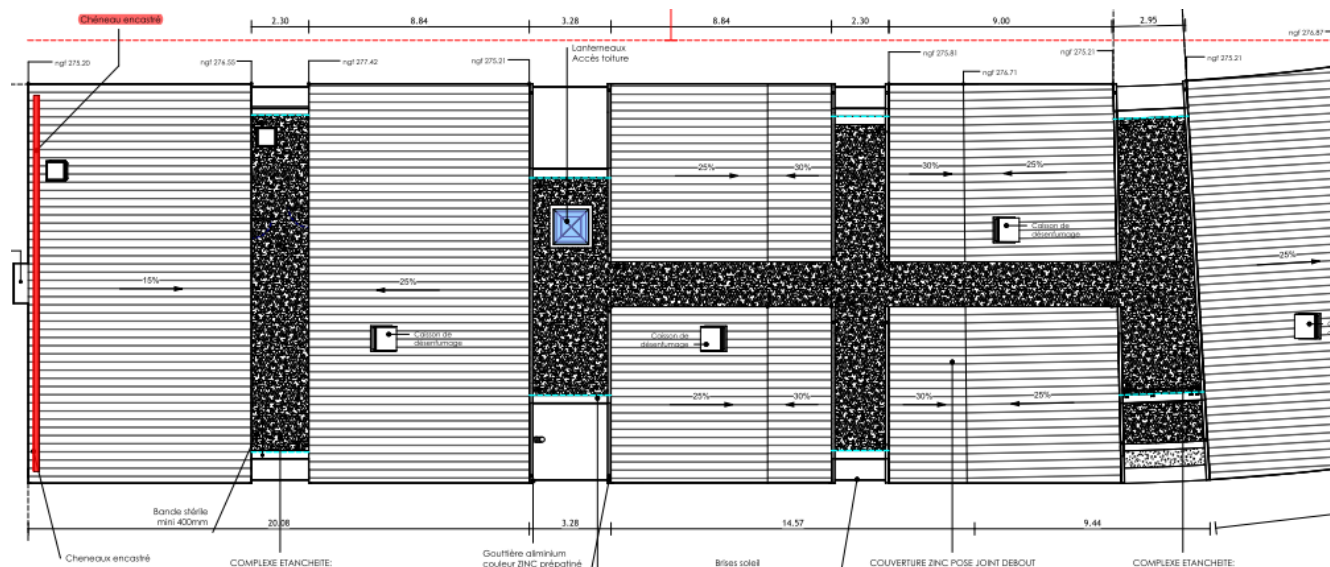 Chéneau encastré
2.30
8.84
3.28
8.84
2.30
9.00
2.95
ngf 276.87
Lanterneaux
Accès toiture
ngf 275.20
ngf 276.55
ngf 277.42
ngf 275.21
ngf 275.81
ngf 275.21
ngf 275.21
ngf 276.71
25%
30%
30%
25%
Caisson de
désenfumage
25%
15%
25%
Caisson de
désenfumage
Caisson de
désenfumage
25%
30%
30%
25%
Bande stérile
mini 400mm
20.08
3.28
14.57
9.44
Cheneaux encastré
COMPLEXE ETANCHEITE:
Gouttière aliminium
couleur ZINC prépatiné
Brises soleil
COUVERTURE ZINC POSE JOINT DEBOUT
COMPLEXE ETANCHEITE: